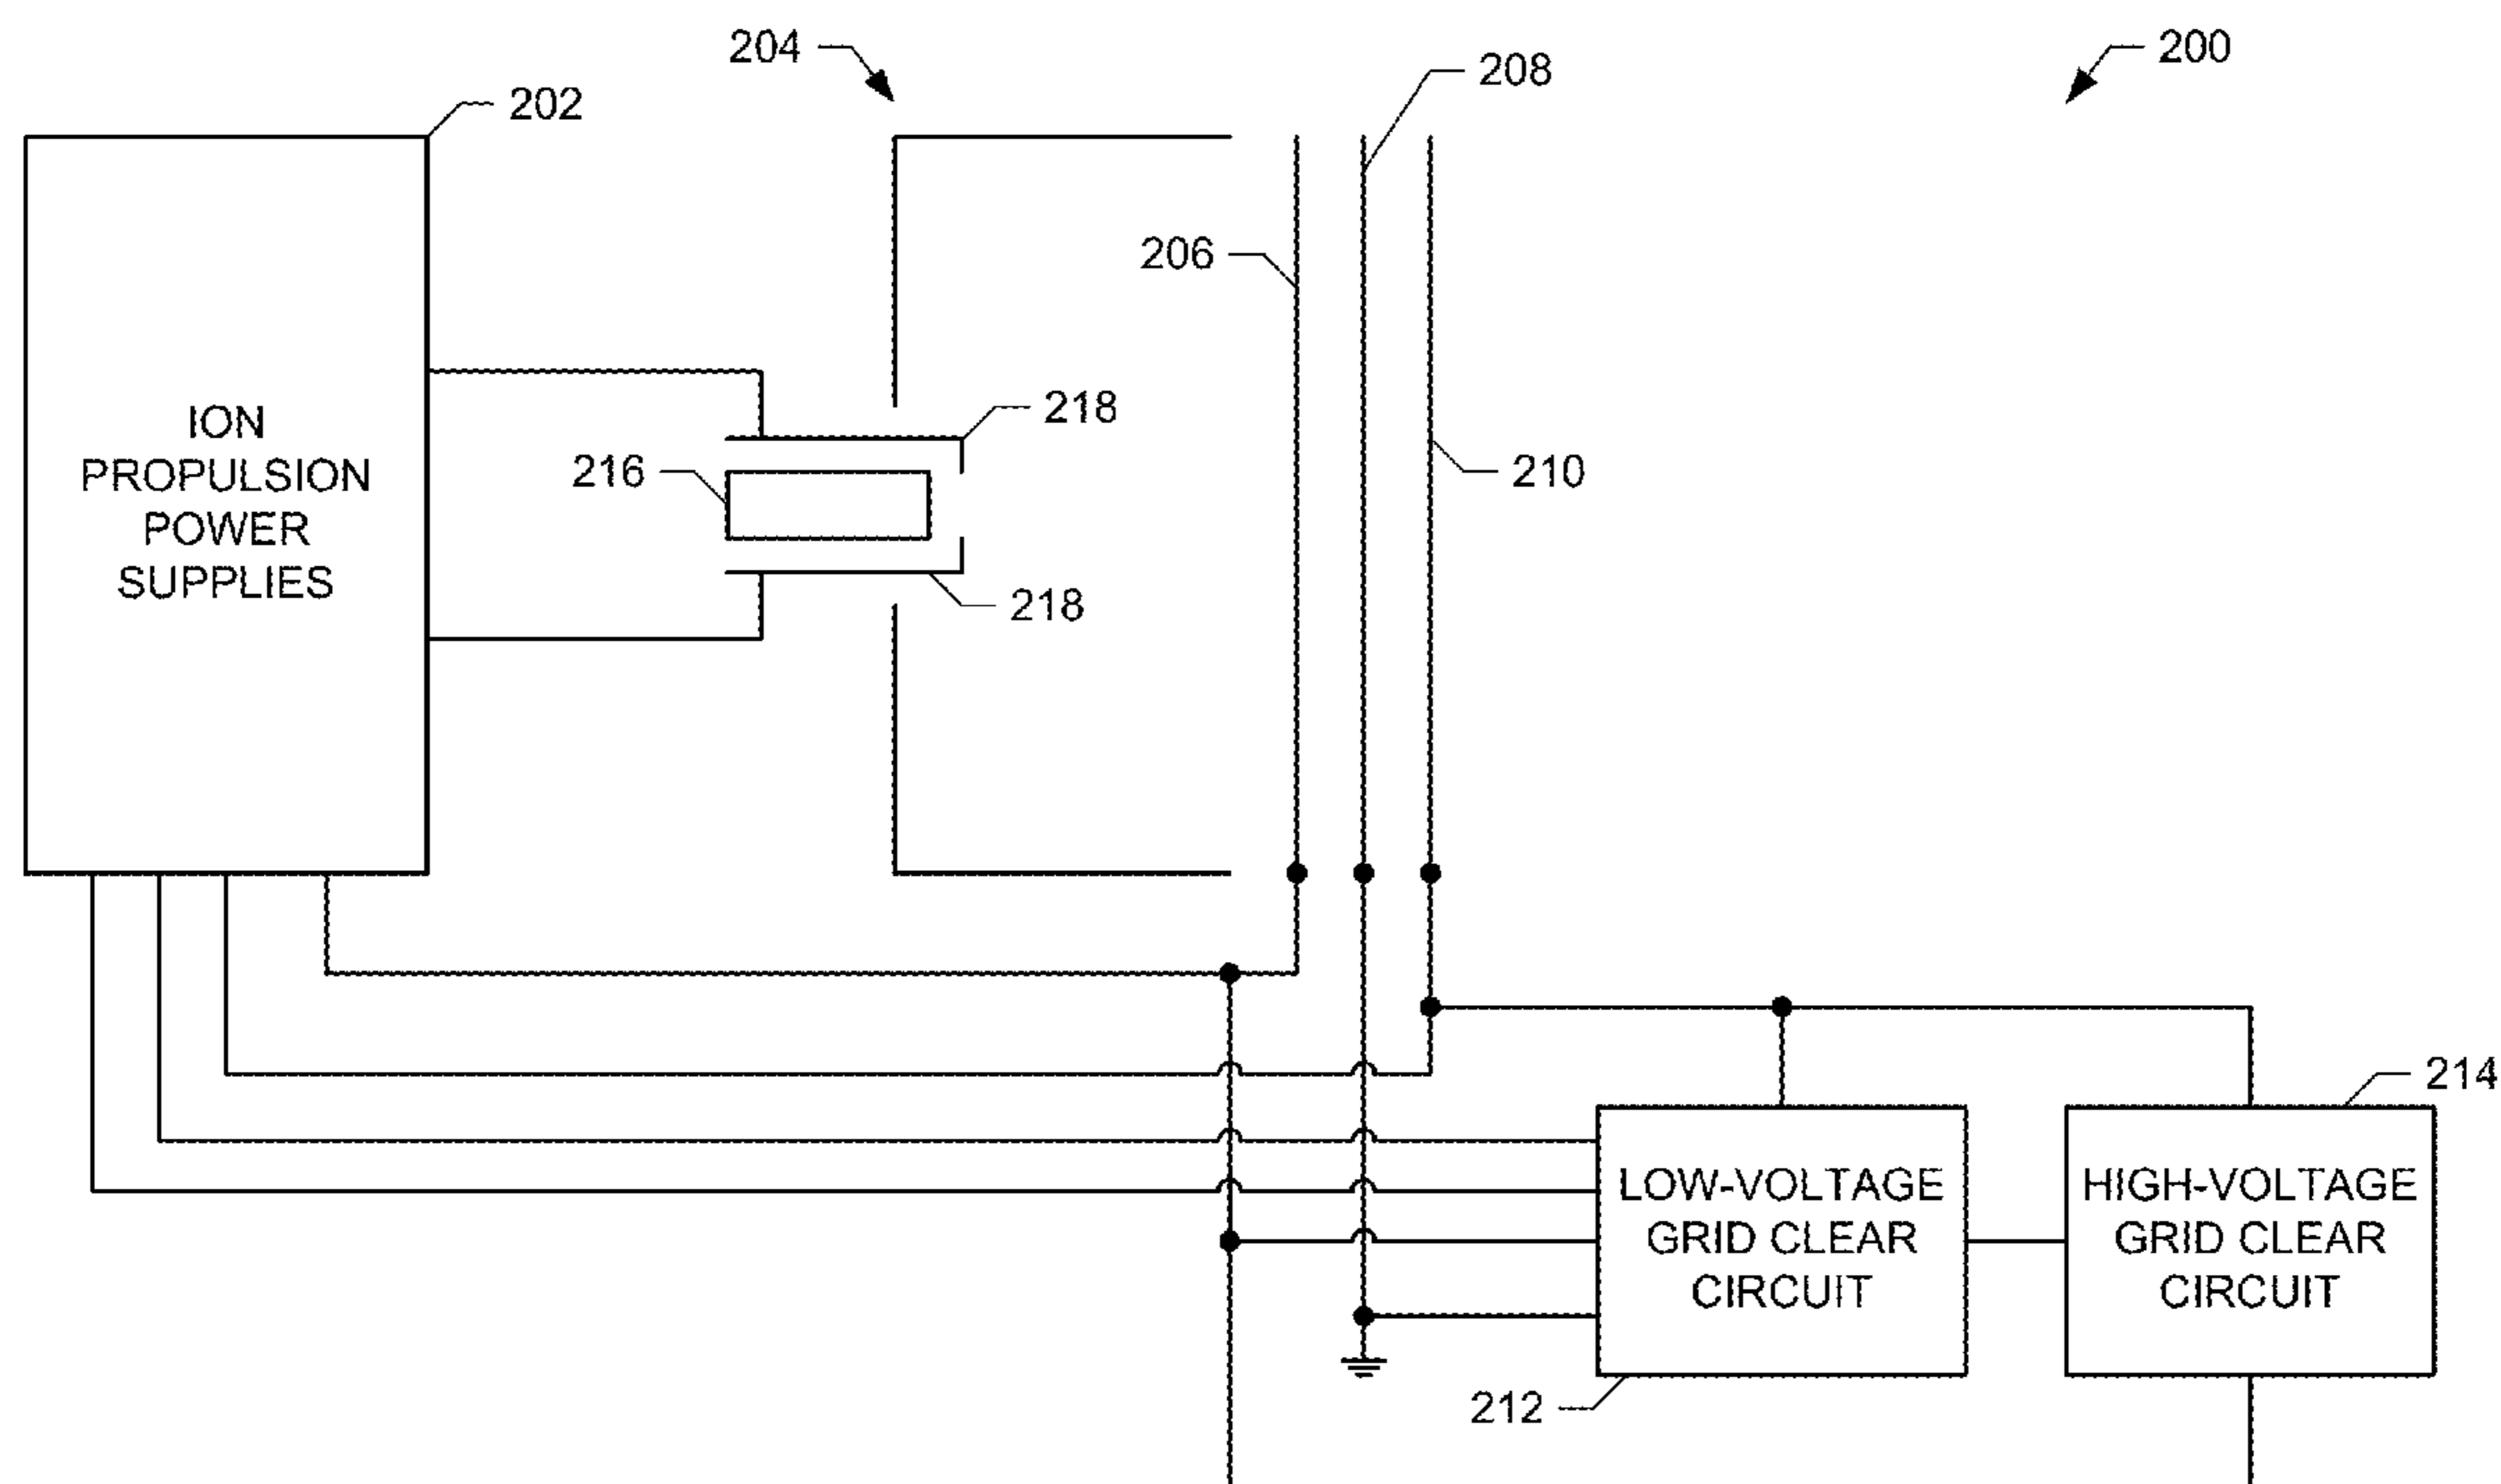 204
208
200
202
206
218
216
210
ION
PROPULSION
POWER
SUPPLIES
218
214
LOW-VOLTAGE
GRID CLEAR
CIRCUIT
HIGH-VOLTAGE
GRID CLEAR
CIRCUIT
212